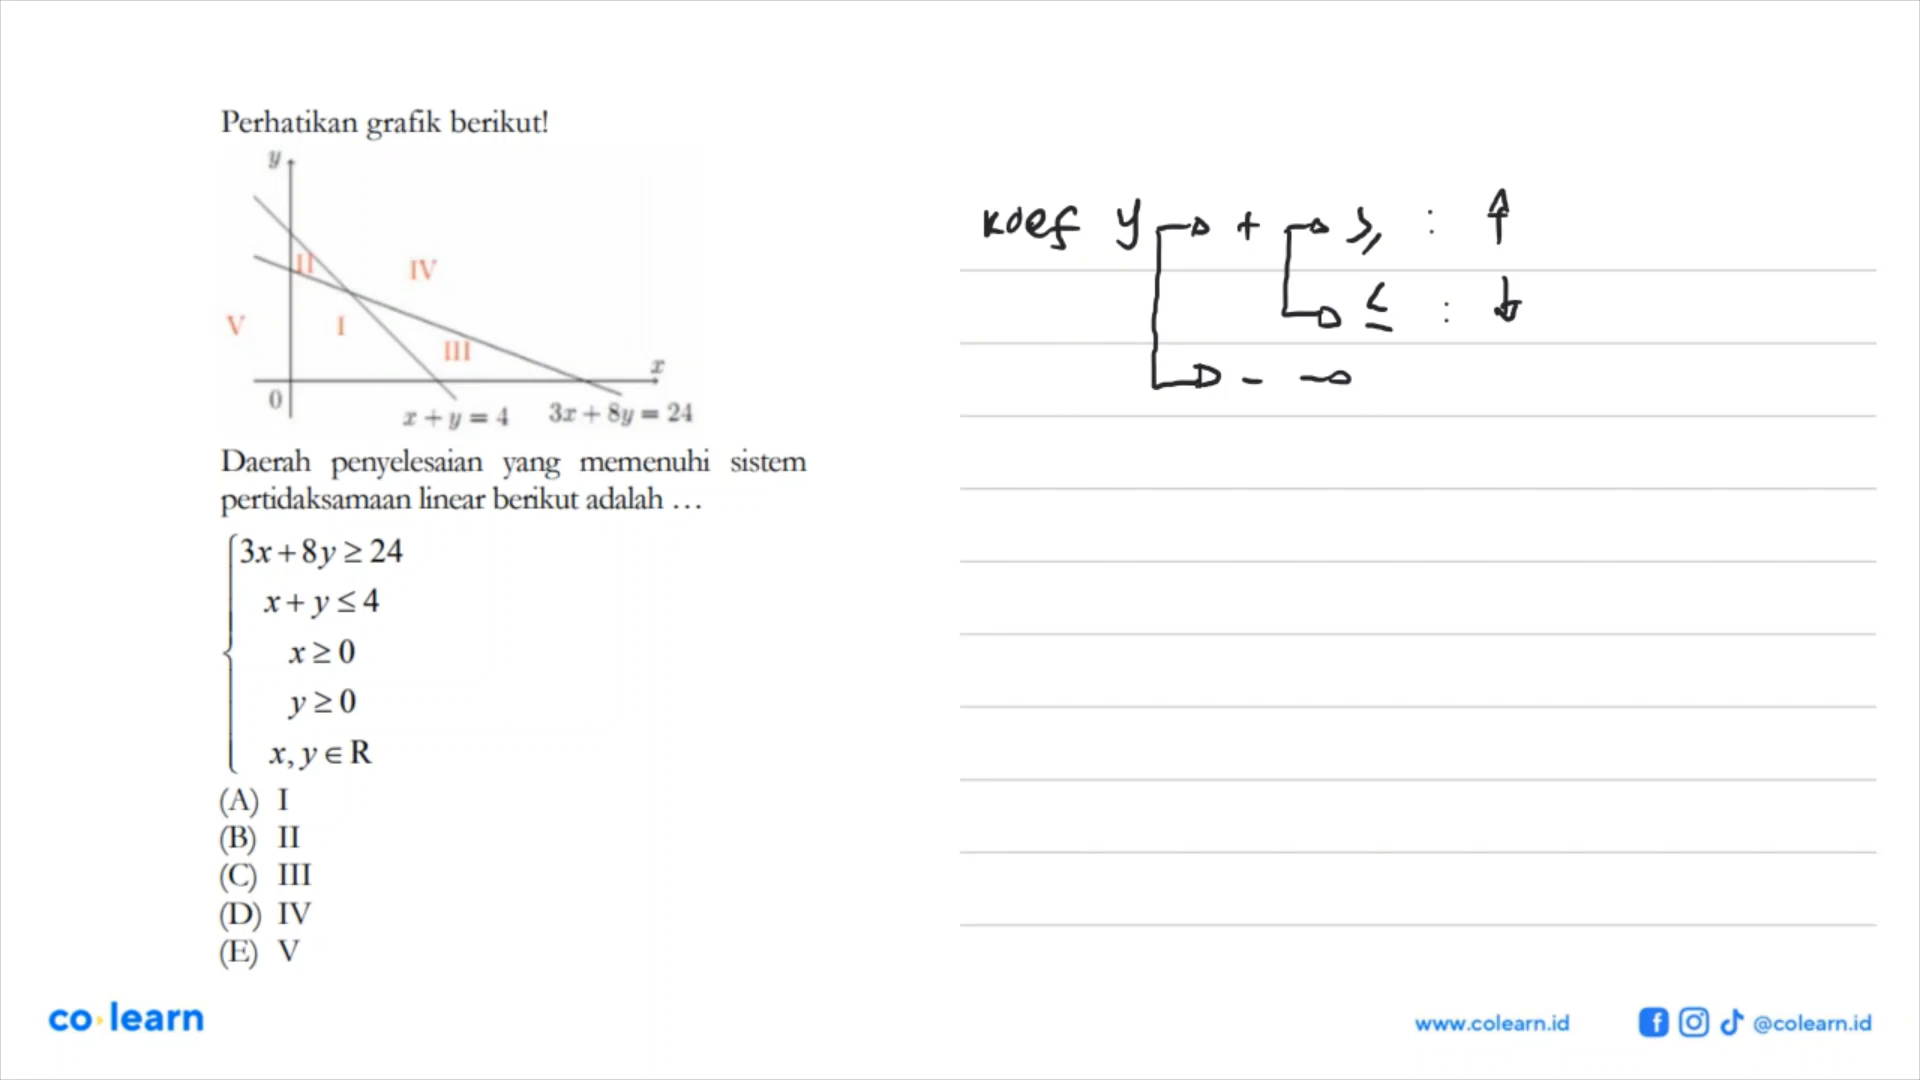 Perhatikan grafik berikut!
y
II
IV
V
I
III
x
0
x + y = 4
3x + 8y = 24
Daerah penyelesaian yang memenuhi sistem
pertidaksamaan linear berikut adalah ...
3x + 8y ≥ 24
x + y ≤ 4
x ≥ 0
y ≥ 0
x, y ∈ R
(A) I
(B) II
(C) III
(D) IV
(E) V
koef y → + → ≥ : ↑
→ ≤ : ↓
→ - →
co learn
www.colearn.id
@colearn.id